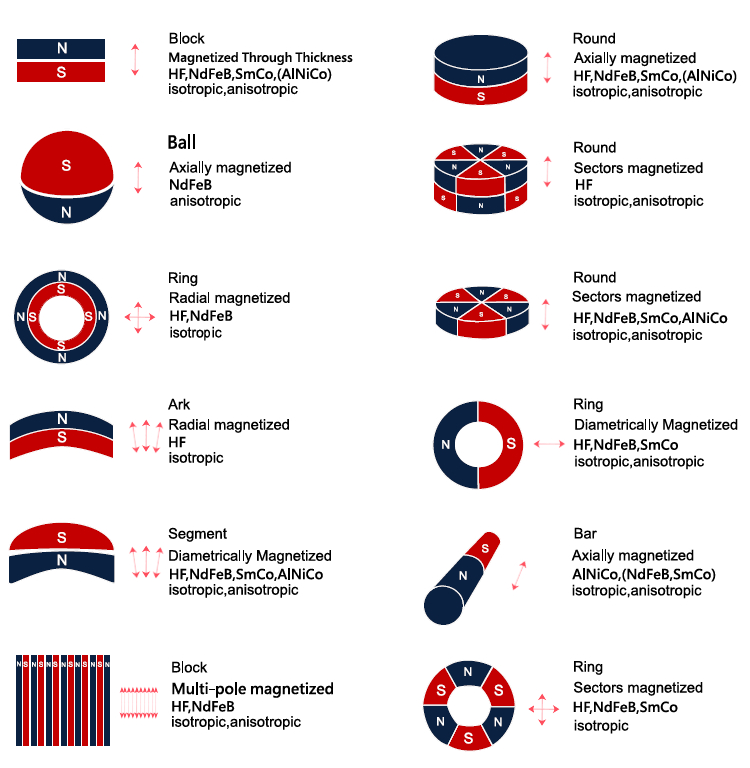 N
S
Block
Magnetized Through Thickness
HF,NdFeB,SmCo,(AlNiCo)
isotropic,anisotropic
S
N
Ball
Axially magnetized
NdFeB
anisotropic
N
S
N S S N
S
N
Ring
Radial magnetized
HF,NdFeB
isotropic
N
S
Ark
Radial magnetized
HF
isotropic
S
N
Segment
Diametrically Magnetized
HF,NdFeB,SmCo,AlNiCo
isotropic,anisotropic
N S N S N S N S N S N S N
Block
Multi-pole magnetized
HF,NdFeB
isotropic,anisotropic
N
S
Round
Axially magnetized
HF,NdFeB,SmCo,(AlNiCo)
isotropic,anisotropic
S N S
N S N
S N S
Round
Sectors magnetized
HF
isotropic,anisotropic
S N S
N S N
Round
Sectors magnetized
HF,NdFeB,SmCo,AlNiCo
isotropic,anisotropic
N S
Ring
Diametrically Magnetized
HF,NdFeB,SmCo
isotropic,anisotropic
S
N
Bar
Axially magnetized
AlNiCo,(NdFeB,SmCo)
isotropic,anisotropic
N
S S
N N
S
Ring
Sectors magnetized
HF,NdFeB,SmCo
isotropic